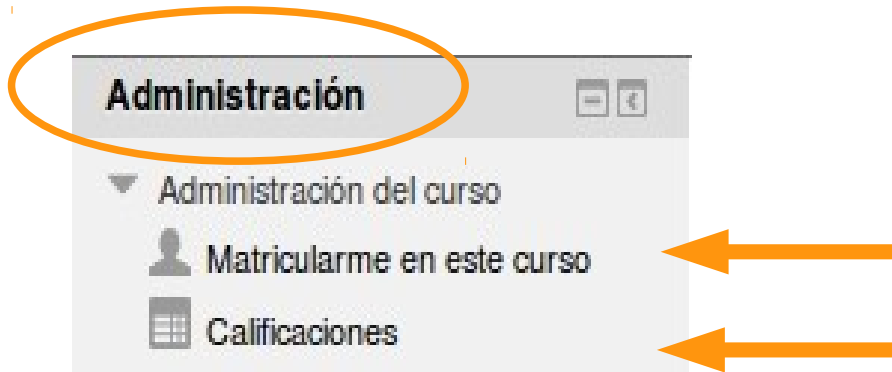 Administración
Administración del curso
Matricularme en este curso
Calificaciones